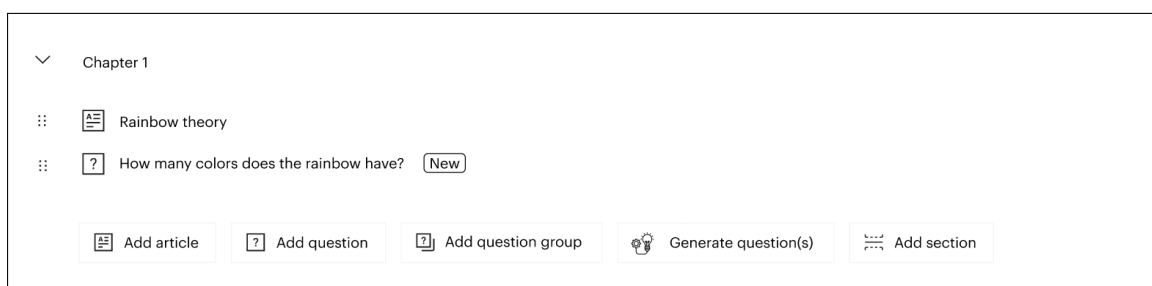 Chapter 1
Rainbow theory
How many colors does the rainbow have? New
Add article Add question Add question group Generate question(s) Add section